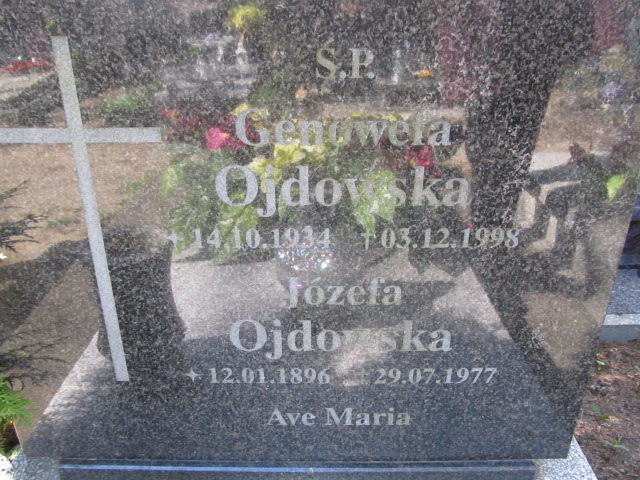 Ś.P.
Genowefa
Ojdowska
✦ 14.10.1934 † 03.12.1998
Józefa
Ojdowska
✦ 12.01.1896 † 29.07.1977
Ave Maria